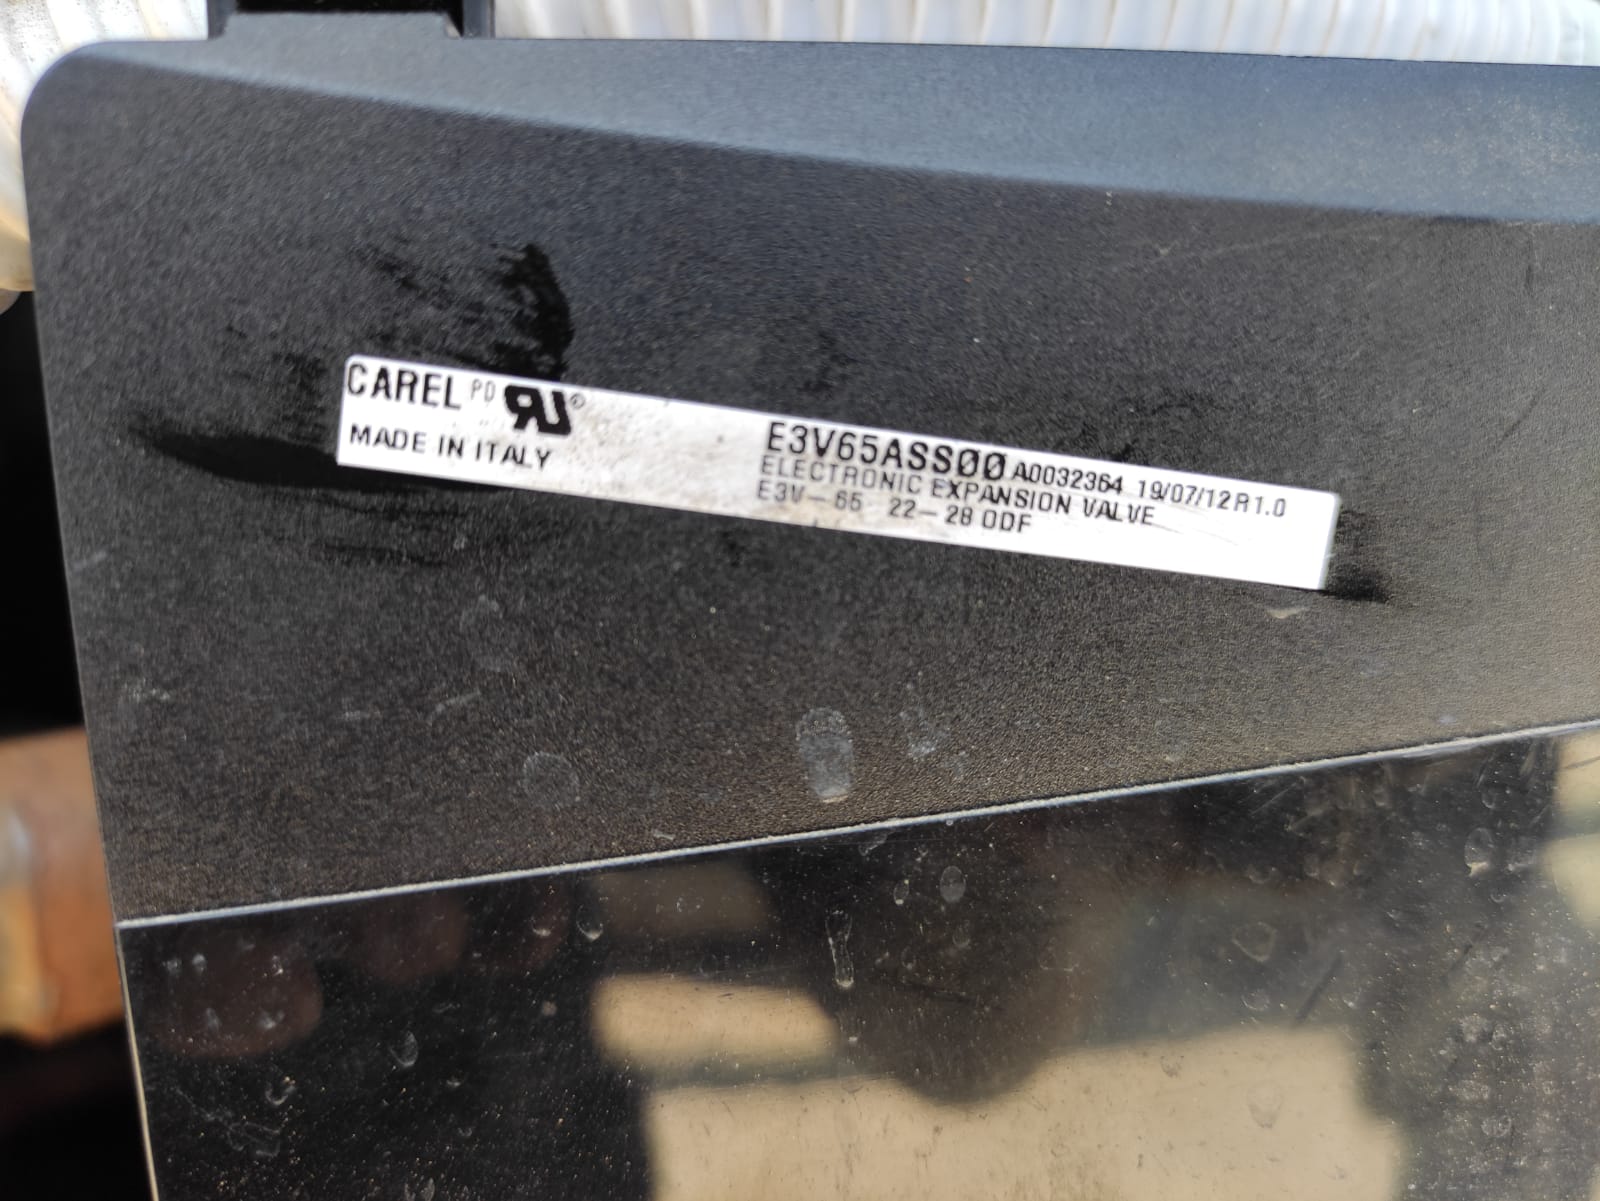 CAREL PD RU ®
MADE IN ITALY
E3V65ASS00 A0032364 19/07/12 R1.0
ELECTRONIC EXPANSION VALVE
E3V-65 22-28 ODF